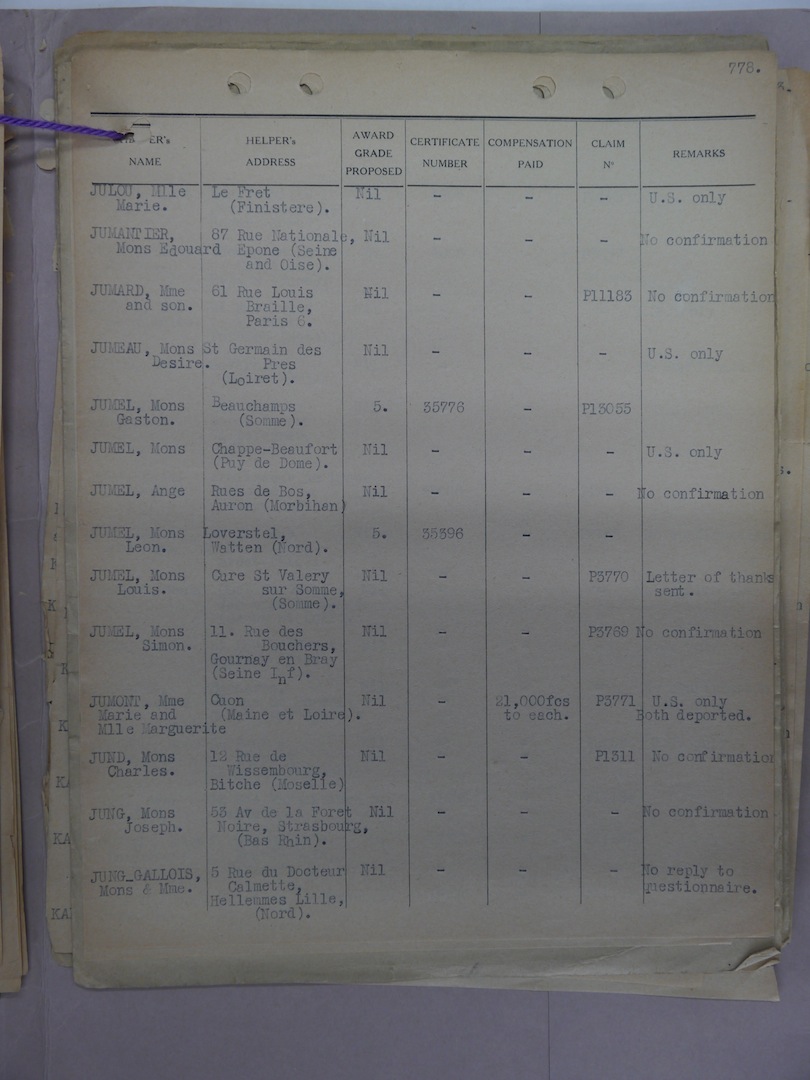 778.
HELPER's AWARD
ER's GRADE CERTIFICATE COMPENSATION CLAIM REMARKS
NAME ADDRESS PROPOSED NUMBER PAID Nº
JULOU, Mlle Le Fret Nil - - - U.S. only
Marie. (Finistere).
JUMANTIER, 87 Rue Nationale, Nil - - - No confirmation
Mons Edouard Epone (Seine
and Oise).
JUMARD, Mme 61 Rue Louis Nil - - P11183 No confirmation
and son. Braille,
Paris 6.
JUMEAU, Mons St Germain des Nil - - - U.S. only
Desire. Pres
(Loiret).
JUMEL, Mons Beauchamps 5. 35776 - P13055
Gaston. (Somme).
JUMEL, Mons Chappe-Beaufort Nil - - - U.S. only
(Puy de Dome).
JUMEL, Ange Rues de Bos, Nil - - - No confirmation
Auron (Morbihan)
JUMEL, Mons Loverstel, 5. 35396 - -
Leon. Watten (Nord).
JUMEL, Mons Cure St Valery Nil - - P3770 Letter of thanks
Louis. sur Somme, sent.
(Somme).
JUMEL, Mons 11. Rue des Nil - - P3769 No confirmation
Simon. Bouchers,
Gournay en Bray
(Seine Inf).
JUMONT, Mme Cuon Nil - 21,000fcs P3771 U.S. only
Marie and (Maine et Loire). to each. Both deported.
Mlle Marguerite
JUND, Mons 12 Rue de Nil - - P1311 No confirmation
Charles. Wissembourg,
Bitche (Moselle)
JUNG, Mons 53 Av de la Foret Nil - - - No confirmation
Joseph. Noire, Strasbourg,
(Bas Rhin).
JUNG-GALLOIS, 5 Rue du Docteur Nil - - - No reply to
Mons & Mme. Calmette, questionnaire.
Hellemmes Lille,
(Nord).